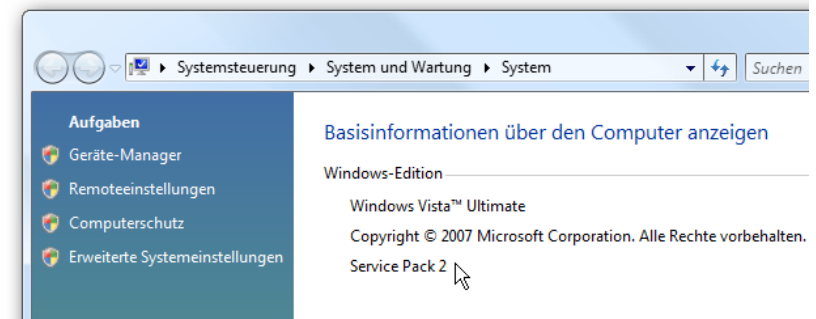 Systemsteuerung System und Wartung System Suchen
Aufgaben
Geräte-Manager
Remoteeinstellungen
Computerschutz
Erweiterte Systemeinstellungen
Basisinformationen über den Computer anzeigen
Windows-Edition
Windows Vista™ Ultimate
Copyright © 2007 Microsoft Corporation. Alle Rechte vorbehalten.
Service Pack 2